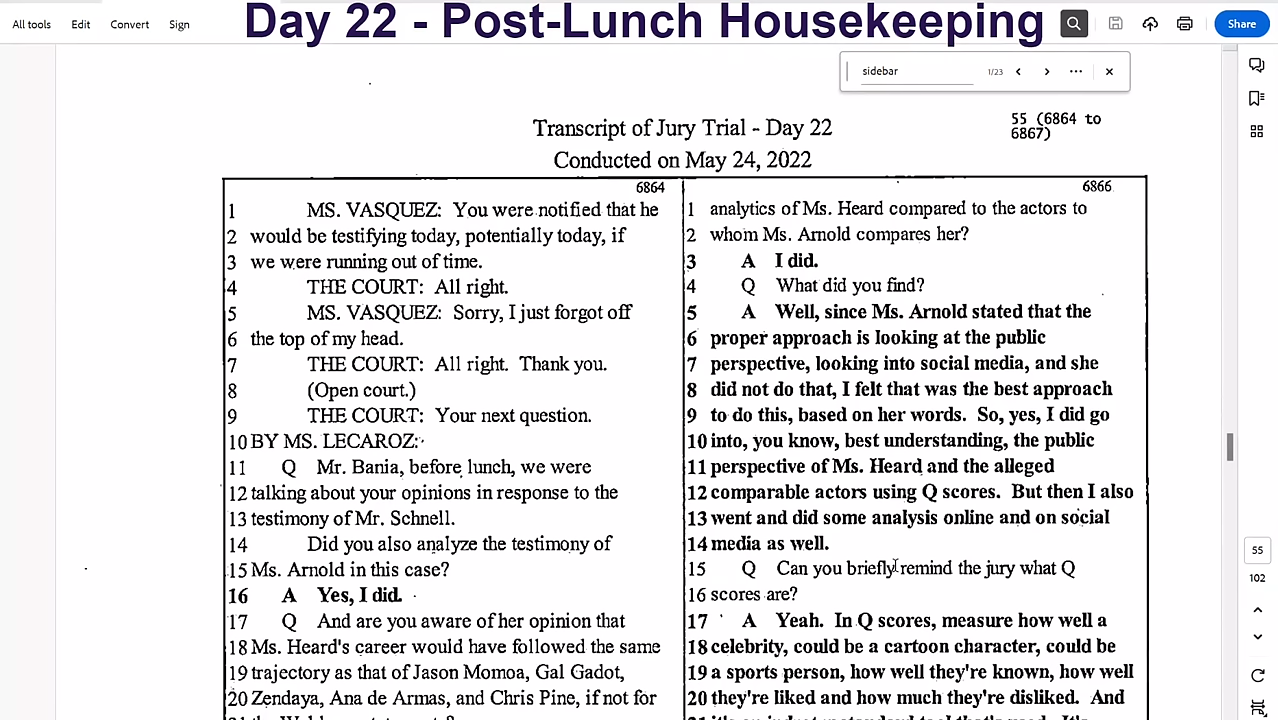 Day 22 - Post-Lunch Housekeeping
All tools Edit Convert Sign
Share
sidebar 1/23
Transcript of Jury Trial - Day 22
Conducted on May 24, 2022
55 (6864 to
6867)
6864
1 MS. VASQUEZ: You were notified that he
2 would be testifying today, potentially today, if
3 we were running out of time.
4 THE COURT: All right.
5 MS. VASQUEZ: Sorry, I just forgot off
6 the top of my head.
7 THE COURT: All right. Thank you.
8 (Open court.)
9 THE COURT: Your next question.
10 BY MS. LECAROZ:
11 Q Mr. Bania, before lunch, we were
12 talking about your opinions in response to the
13 testimony of Mr. Schnell.
14 Did you also analyze the testimony of
15 Ms. Arnold in this case?
16 A Yes, I did.
17 Q And are you aware of her opinion that
18 Ms. Heard's career would have followed the same
19 trajectory as that of Jason Momoa, Gal Gadot,
20 Zendaya, Ana de Armas, and Chris Pine, if not for
6866
1 analytics of Ms. Heard compared to the actors to
2 whom Ms. Arnold compares her?
3 A I did.
4 Q What did you find?
5 A Well, since Ms. Arnold stated that the
6 proper approach is looking at the public
7 perspective, looking into social media, and she
8 did not do that, I felt that was the best approach
9 to do this, based on her words. So, yes, I did go
10 into, you know, best understanding, the public
11 perspective of Ms. Heard and the alleged
12 comparable actors using Q scores. But then I also
13 went and did some analysis online and on social
14 media as well.
15 Q Can you briefly remind the jury what Q
16 scores are?
17 A Yeah. In Q scores, measure how well a
18 celebrity, could be a cartoon character, could be
19 a sports person, how well they're known, how well
20 they're liked and how much they're disliked. And
55
102